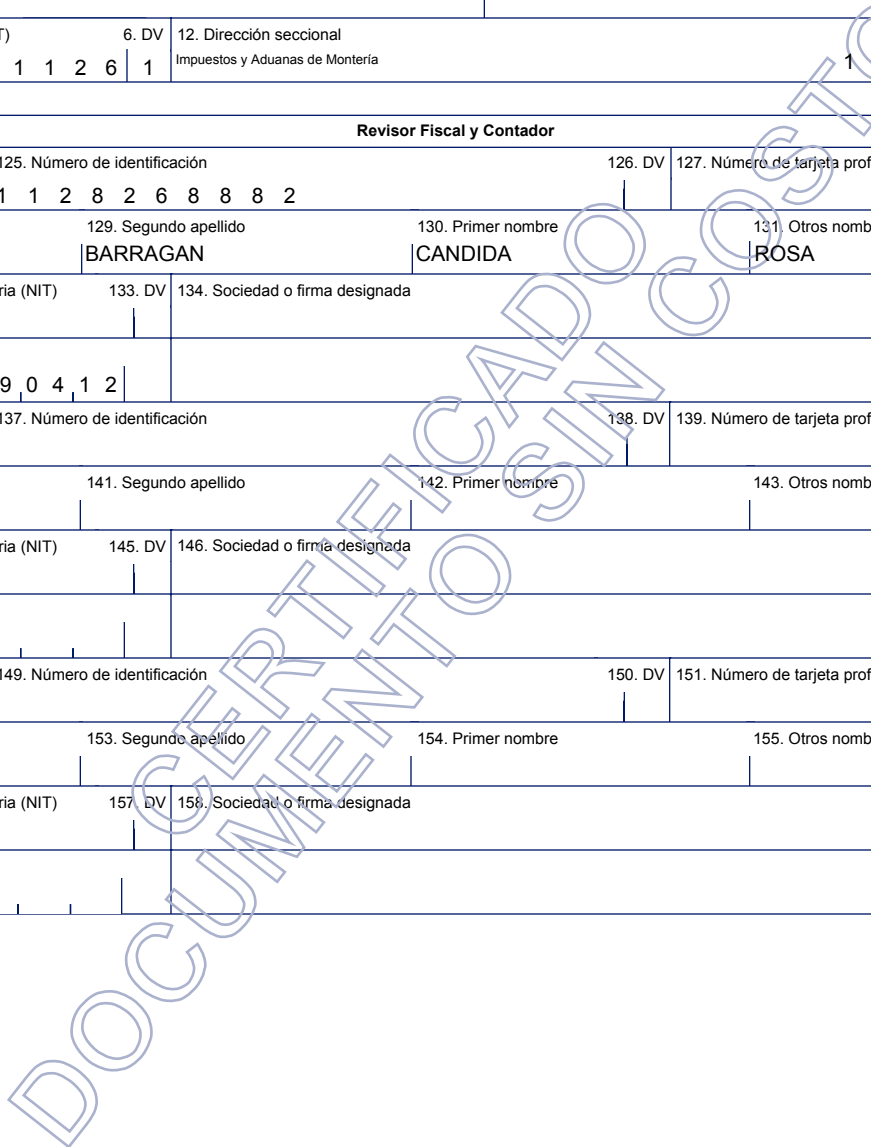 T) 6. DV 12. Dirección seccional
1 1 2 6 1 Impuestos y Aduanas de Montería 1
Revisor Fiscal y Contador
125. Número de identificación 126. DV 127. Número de tarjeta prof
1 1 2 8 2 6 8 8 8 2
129. Segundo apellido 130. Primer nombre 131. Otros nomb
BARRAGAN CANDIDA ROSA
ria (NIT) 133. DV 134. Sociedad o firma designada
9 0 4 1 2
137. Número de identificación 138. DV 139. Número de tarjeta prof
141. Segundo apellido 142. Primer nombre 143. Otros nomb
ria (NIT) 145. DV 146. Sociedad o firma designada
149. Número de identificación 150. DV 151. Número de tarjeta prof
153. Segundo apellido 154. Primer nombre 155. Otros nomb
ria (NIT) 157. DV 158. Sociedad o firma designada
CERTIFICADO
DOCUMENTO SIN COSTO